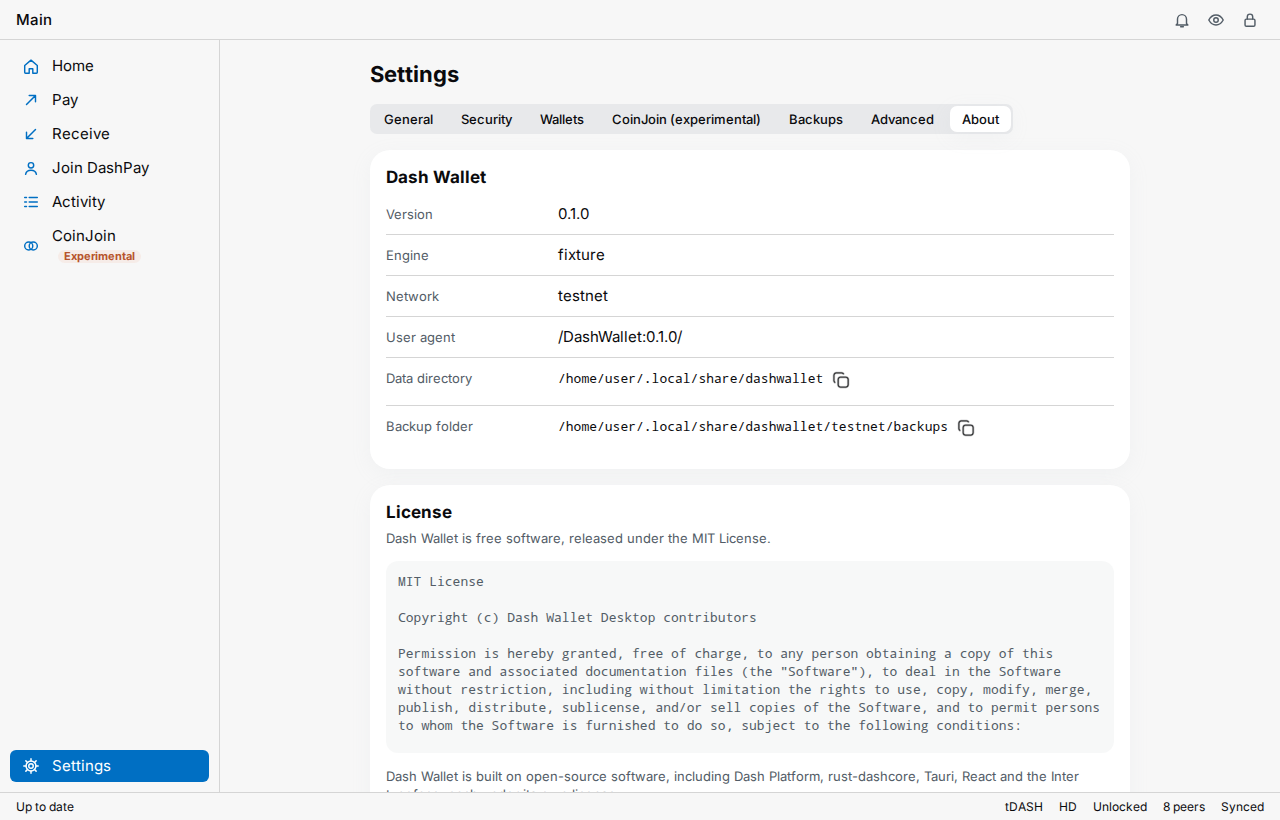 Main
Home
Pay
Receive
Join DashPay
Activity
CoinJoin
Experimental
Settings
Settings
General Security Wallets CoinJoin (experimental) Backups Advanced About
Dash Wallet
Version 0.1.0
Engine fixture
Network testnet
User agent /DashWallet:0.1.0/
Data directory /home/user/.local/share/dashwallet
Backup folder /home/user/.local/share/dashwallet/testnet/backups
License
Dash Wallet is free software, released under the MIT License.
MIT License
Copyright (c) Dash Wallet Desktop contributors
Permission is hereby granted, free of charge, to any person obtaining a copy of this
software and associated documentation files (the "Software"), to deal in the Software
without restriction, including without limitation the rights to use, copy, modify, merge,
publish, distribute, sublicense, and/or sell copies of the Software, and to permit persons
to whom the Software is furnished to do so, subject to the following conditions:
Dash Wallet is built on open-source software, including Dash Platform, rust-dashcore, Tauri, React and the Inter
Up to date tDASH HD Unlocked 8 peers Synced